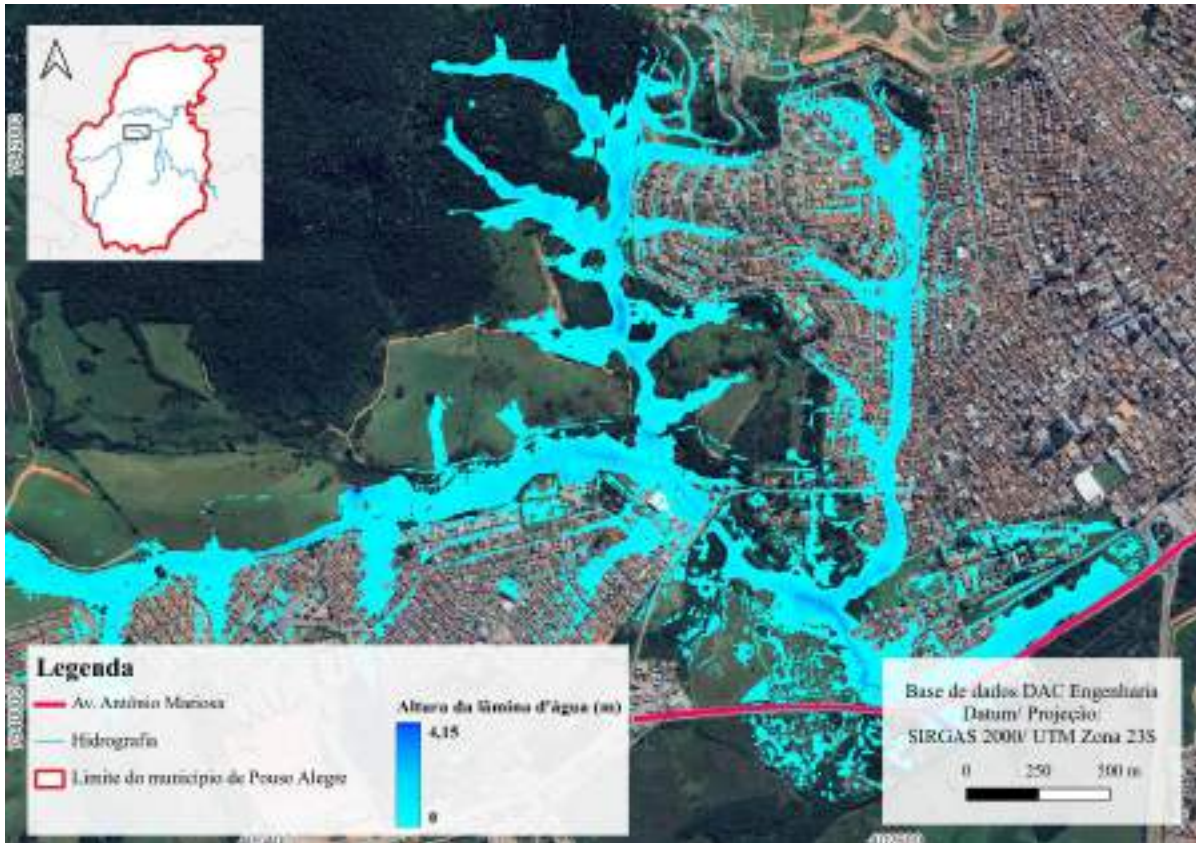 Legenda
Av. Antônio Mariosa
Hidrografia
Limite do município de Pouso Alegre
Altura da lâmina d'água (m)
4,15
0
Base de dados DAC Engenharia
Datum/ Projeção:
SIRGAS 2000/ UTM Zona 23S
0 250 500 m